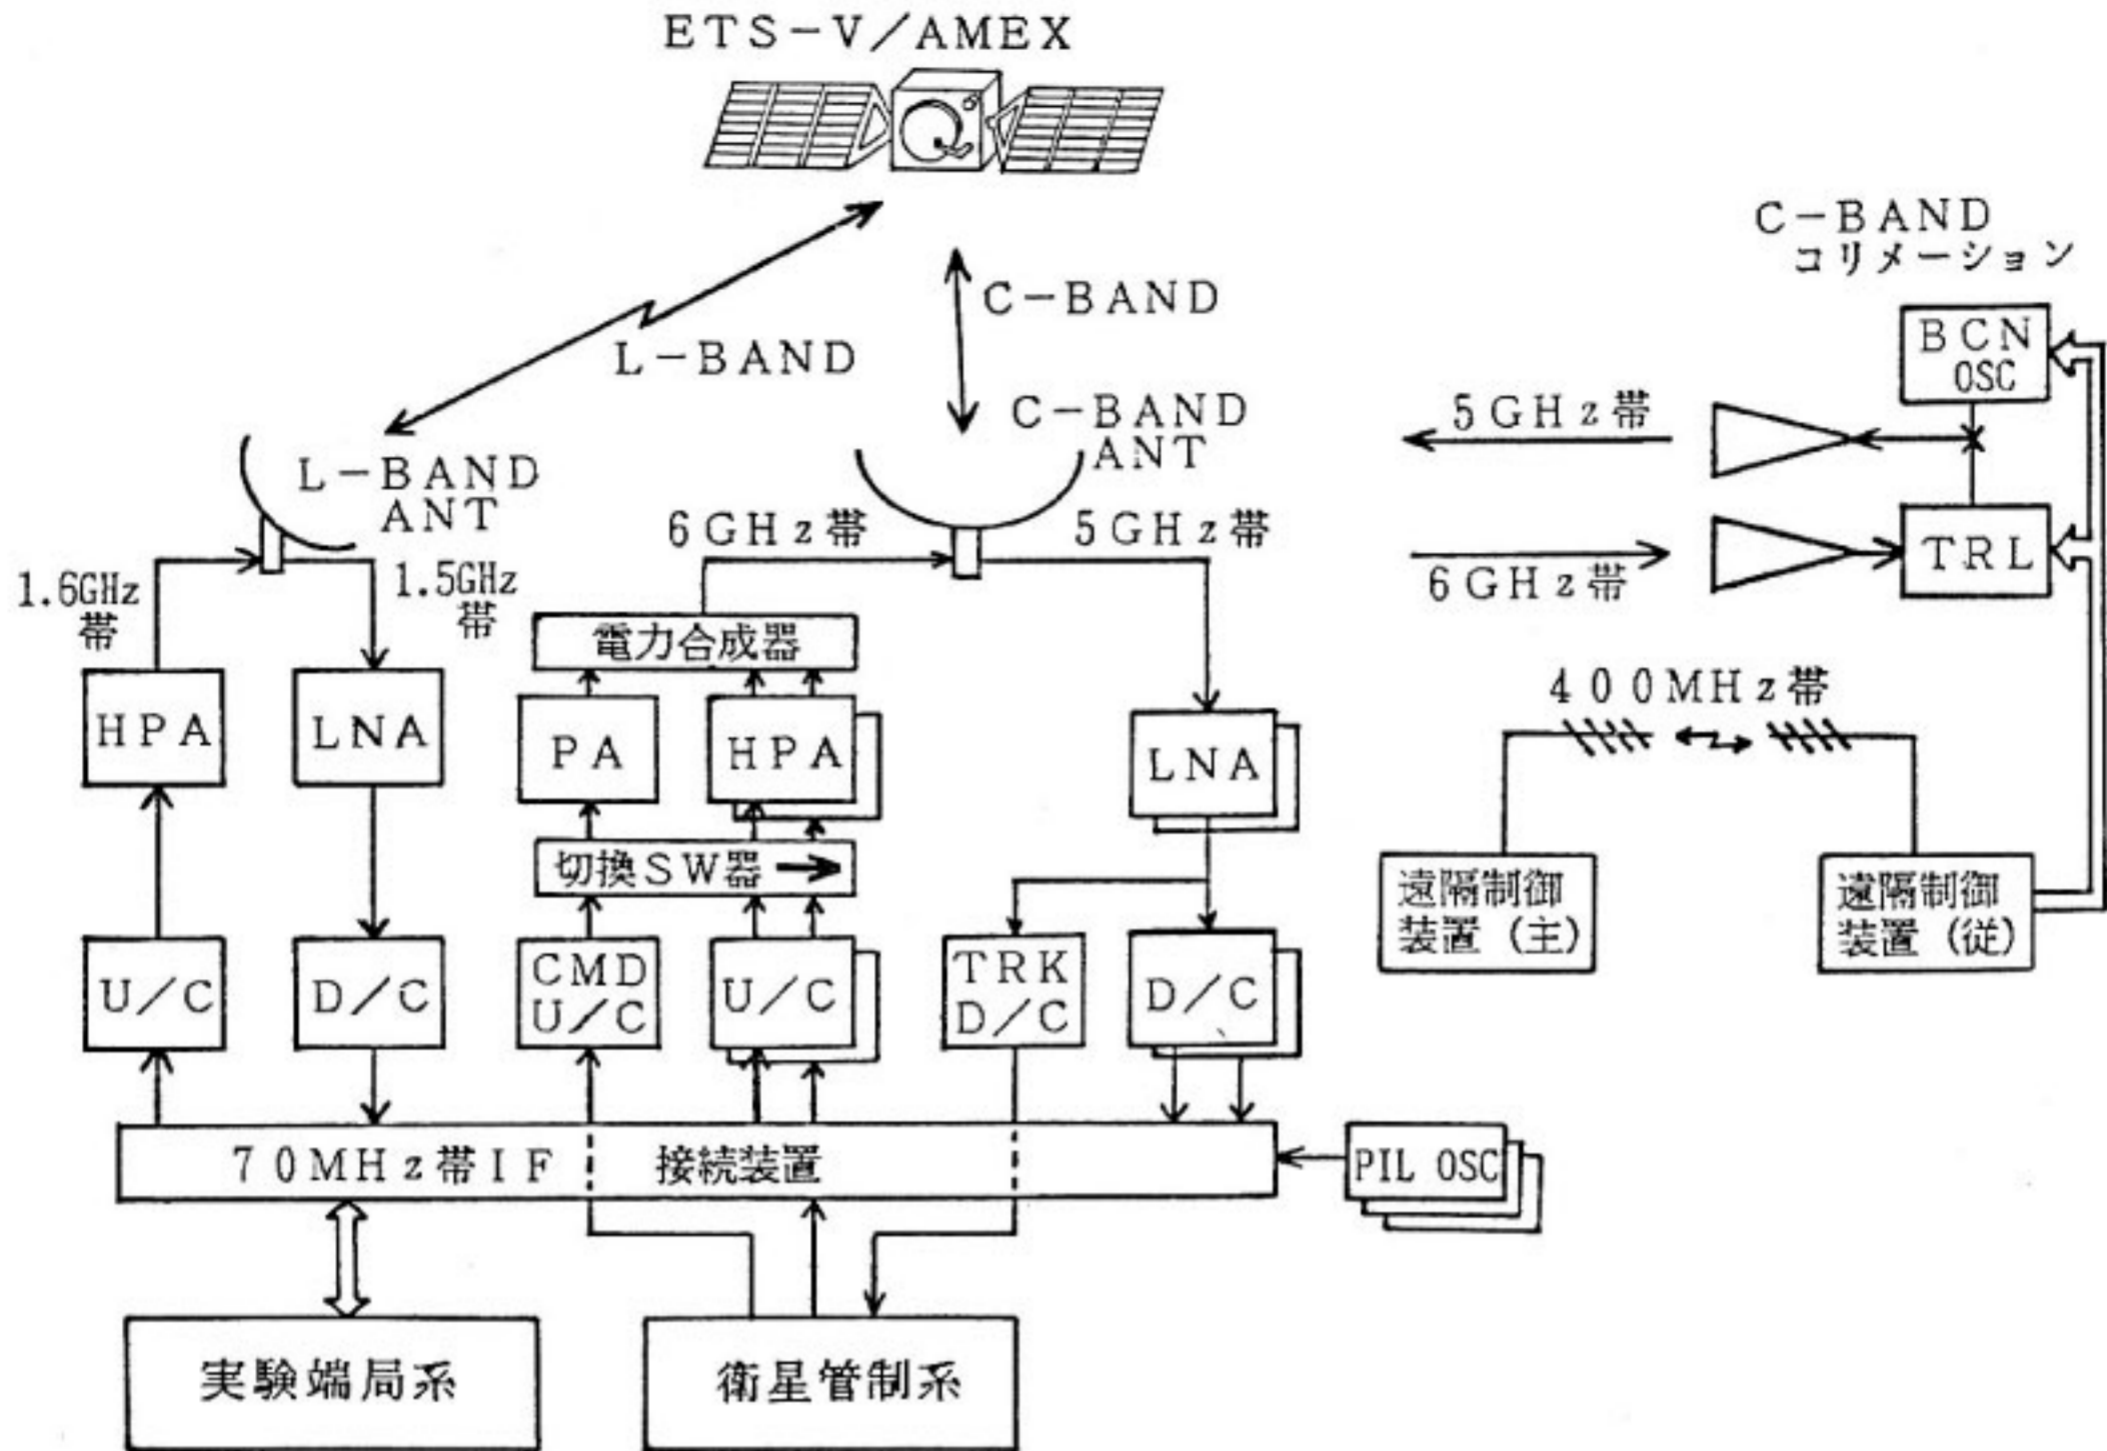 ETS-V/AMEX
C-BAND
コリメーション
BCN
OSC
C-BAND
L-BAND
C-BAND
ANT
5GHz帯
L-BAND
ANT
6GHz帯
5GHz帯
TRL
6GHz帯
1.6GHz
帯
1.5GHz
帯
電力合成器
400MHz帯
HPA
LNA
PA
HPA
LNA
切換SW器
遠隔制御
装置(主)
遠隔制御
装置(従)
U/C
D/C
CMD
U/C
U/C
TRK
D/C
D/C
70MHz帯IF 接続装置
PIL OSC
実験端局系
衛星管制系